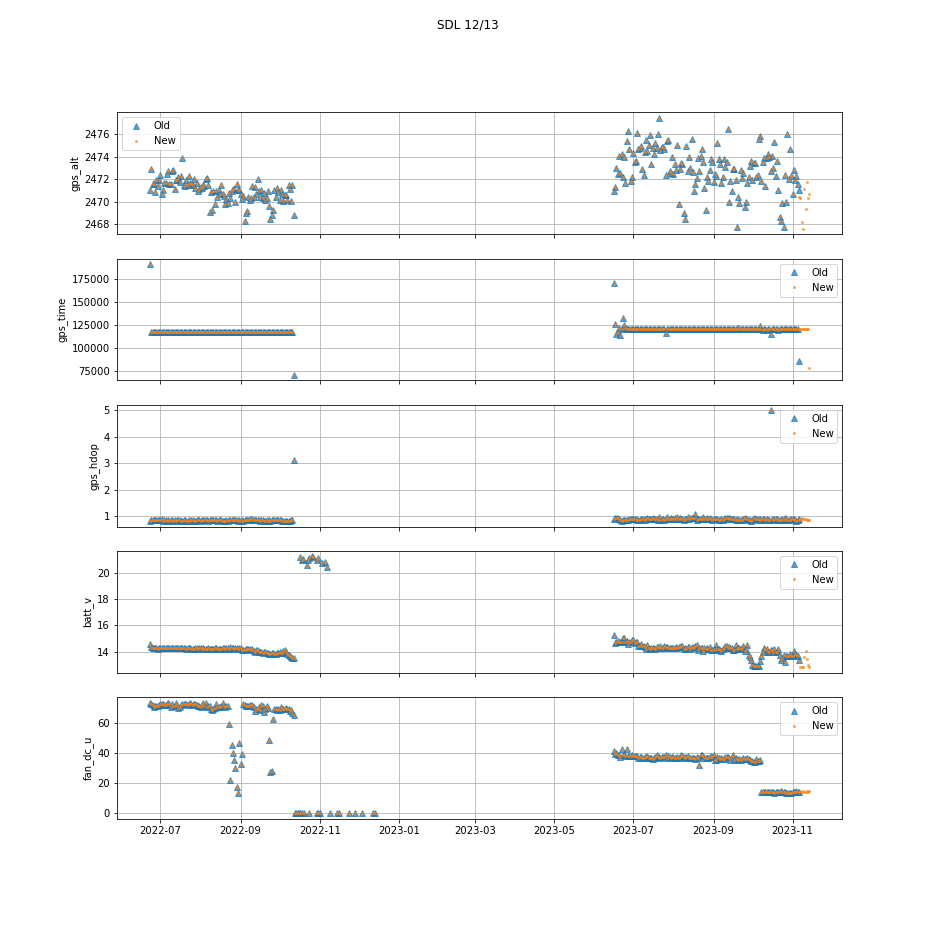 SDL 12/13
gps_alt
2476
2474
2472
2470
2468
Old
New
gps_time
175000
150000
125000
100000
75000
Old
New
gps_hdop
5
4
3
2
1
Old
New
batt_v
20
18
16
14
Old
New
fan_dc_u
60
40
20
0
Old
New
2022-07 2022-09 2022-11 2023-01 2023-03 2023-05 2023-07 2023-09 2023-11